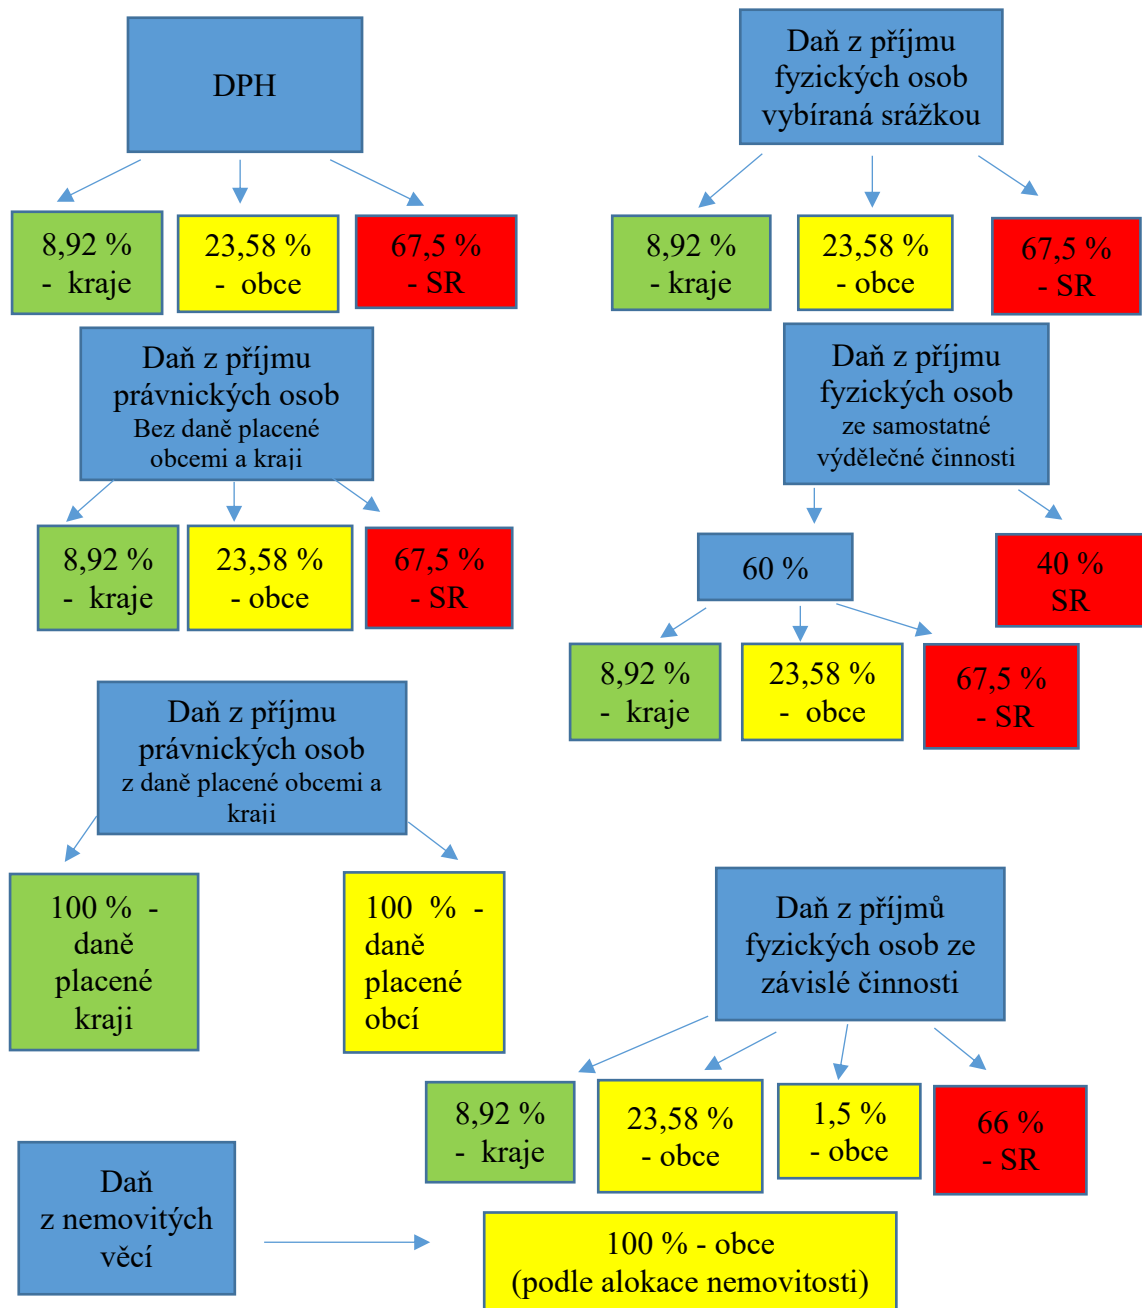 DPH
8,92 %
- kraje
23,58 %
- obce
67,5 %
- SR
Daň z příjmu
fyzických osob
vybíraná srážkou
8,92 %
- kraje
23,58 %
- obce
67,5 %
- SR
Daň z příjmu
právnických osob
Bez daně placené
obcemi a kraji
8,92 %
- kraje
23,58 %
- obce
67,5 %
- SR
Daň z příjmu
fyzických osob
ze samostatné
výdělečné činnosti
60 %
40 %
SR
8,92 %
- kraje
23,58 %
- obce
67,5 %
- SR
Daň z příjmu
právnických osob
z daně placené obcemi a
kraji
100 % -
daně
placené
kraji
100 % -
daně
placené
obcí
Daň z příjmů
fyzických osob ze
závislé činnosti
8,92 %
- kraje
23,58 %
- obce
1,5 %
- obce
66 %
- SR
Daň
z nemovitých
věcí
100 % - obce
(podle alokace nemovitosti)